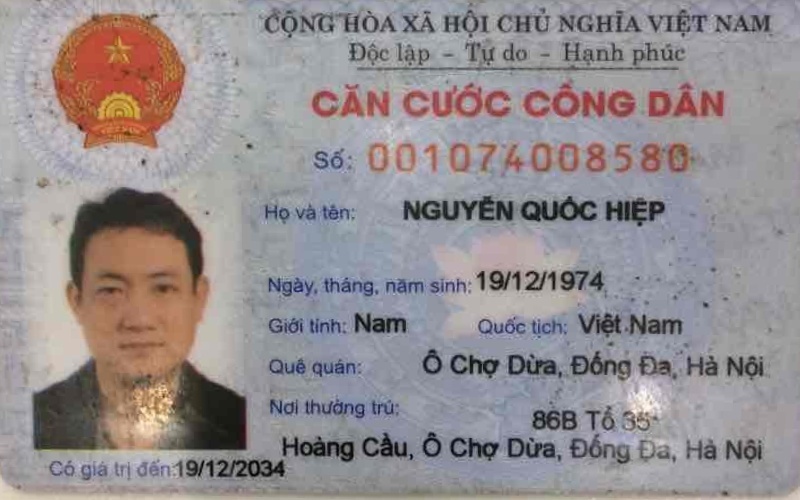 CỘNG HÒA XÃ HỘI CHỦ NGHĨA VIỆT NAM
Độc lập - Tự do - Hạnh phúc
CĂN CƯỚC CÔNG DÂN
Số: 001074008580
Họ và tên: NGUYỄN QUỐC HIỆP
Ngày, tháng, năm sinh: 19/12/1974
Giới tính: Nam Quốc tịch: Việt Nam
Quê quán: Ô Chợ Dừa, Đống Đa, Hà Nội
Nơi thường trú: 86B Tổ 35
Hoàng Cầu, Ô Chợ Dừa, Đống Đa, Hà Nội
Có giá trị đến: 19/12/2034